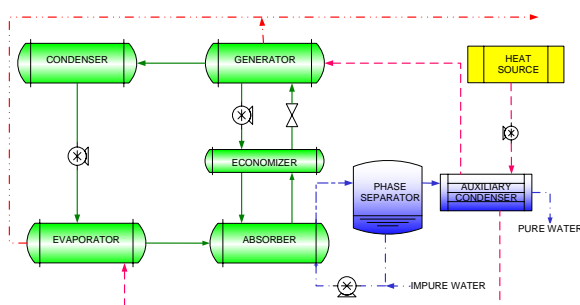 CONDENSER
GENERATOR
HEAT
SOURCE
ECONOMIZER
PHASE
SEPARATOR
AUXILIARY
CONDENSER
PURE WATER
EVAPORATOR
ABSORBER
IMPURE WATER